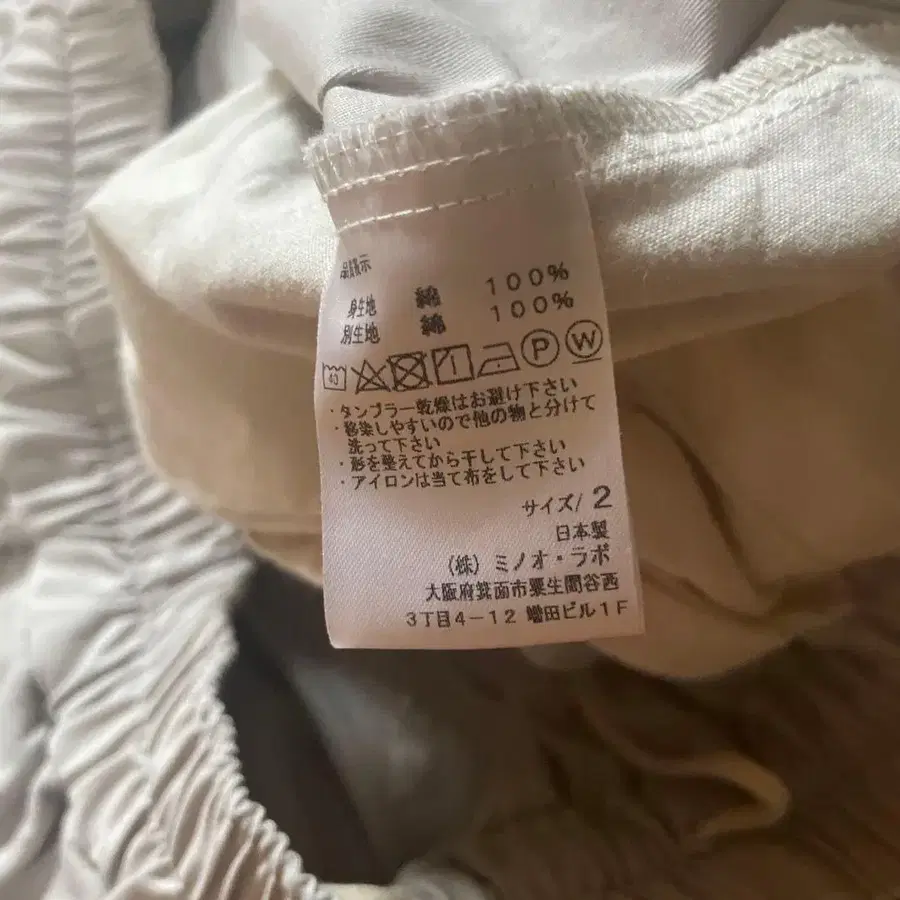 品質表示
身生地 綿 100%
別生地 綿 100%
40 P W
・タンブラー乾燥はお避け下さい
・移染しやすいので他の物と分けて
洗って下さい
・形を整えてから干して下さい
・アイロンは当て布をして下さい
サイズ/ 2
日本製
(株) ミノオ・ラボ
大阪府箕面市粟生間谷西
3丁目4-12 増田ビル1F